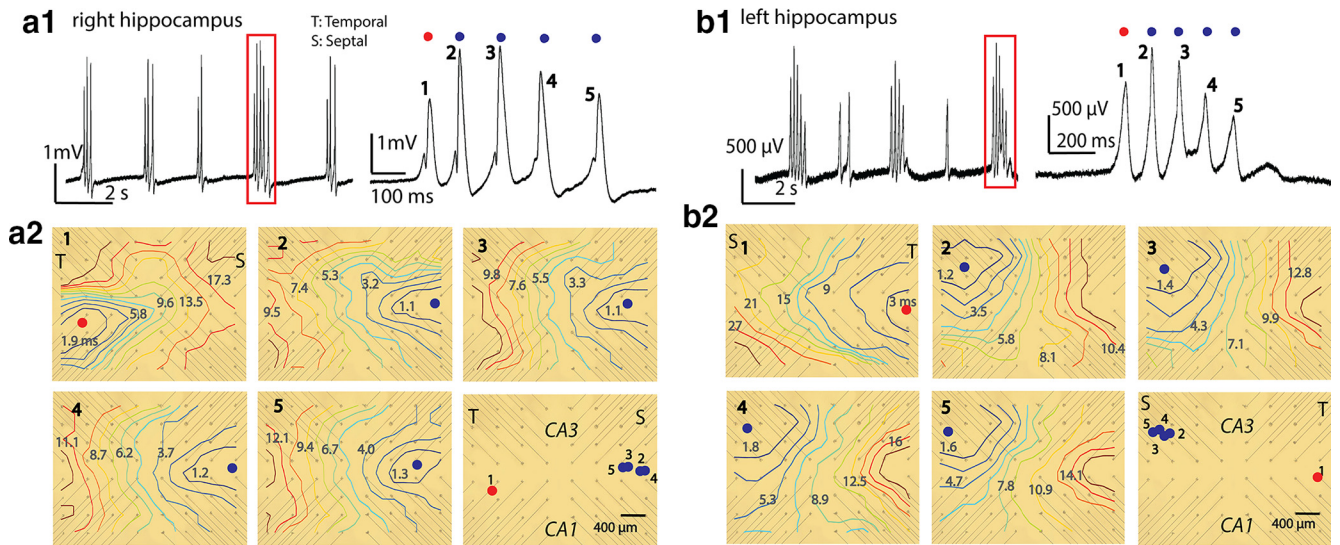 a1
right hippocampus
T: Temporal
S: Septal
1mV
2 s
1
2
3
4
5
1mV
100 ms
b1
left hippocampus
500 µV
2 s
500 µV
200 ms
1
2
3
4
5
a2
1
T
S
1.9 ms
5.8
9.6
13.5
17.3
2
9.5
7.4
5.3
3.2
1.1
3
9.8
7.6
5.5
3.3
1.1
4
11.1
8.7
6.2
3.7
1.2
5
12.1
9.4
6.7
4.0
1.3
T
S
CA3
5
3
2
4
1
CA1
400 µm
b2
1
S
T
27
21
15
9
3 ms
2
1.2
3.5
5.8
8.1
10.4
3
1.4
4.3
7.1
9.9
12.8
4
1.8
5.3
8.9
12.5
16
5
1.6
4.7
7.8
10.9
14.1
S
T
CA3
5
4
2
3
1
CA1
400 µm